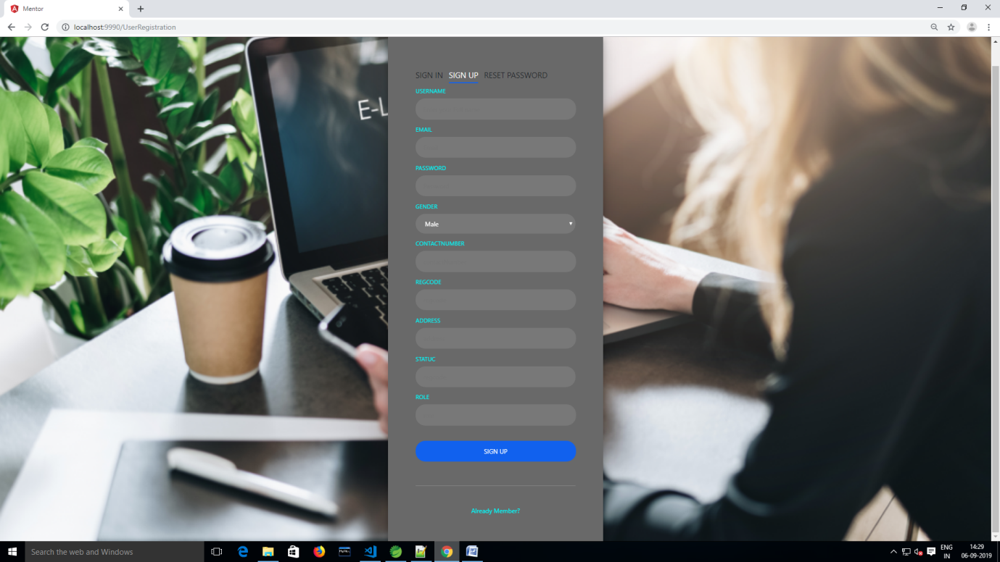 Mentor
localhost:9990/UserRegistration
E-L
SIGN IN SIGN UP RESET PASSWORD
USERNAME
EMAIL
PASSWORD
GENDER
Male
CONTACTNUMBER
REGCODE
ADDRESS
STATUC
ROLE
SIGN UP
Already Member?
Search the web and Windows
ENG
IN
14:29
06-09-2019